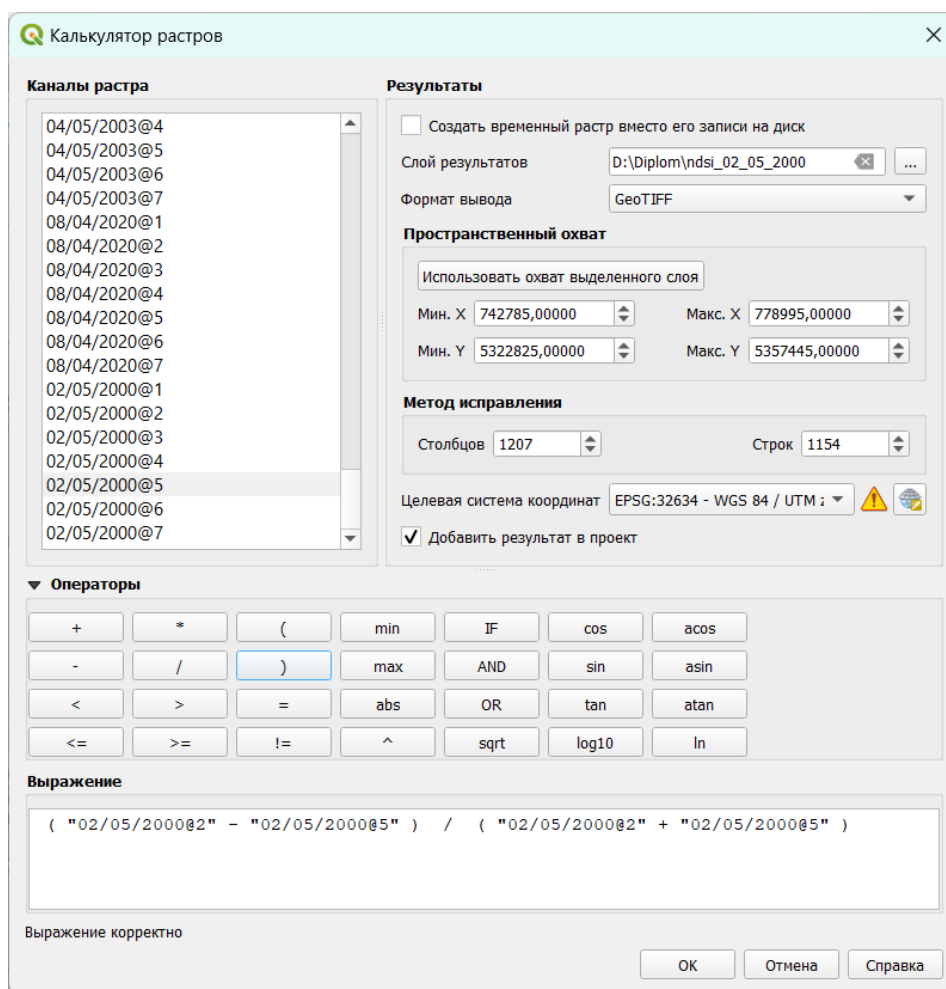 Калькулятор растров
Каналы растра
04/05/2003@4
04/05/2003@5
04/05/2003@6
04/05/2003@7
08/04/2020@1
08/04/2020@2
08/04/2020@3
08/04/2020@4
08/04/2020@5
08/04/2020@6
08/04/2020@7
02/05/2000@1
02/05/2000@2
02/05/2000@3
02/05/2000@4
02/05/2000@5
02/05/2000@6
02/05/2000@7
Результаты
Создать временный растр вместо его записи на диск
Слой результатов D:\Diplom\ndsi_02_05_2000 ...
Формат вывода GeoTIFF
Пространственный охват
Использовать охват выделенного слоя
Мин. X 742785,00000 Макс. X 778995,00000
Мин. Y 5322825,00000 Макс. Y 5357445,00000
Метод исправления
Столбцов 1207 Строк 1154
Целевая система координат EPSG:32634 - WGS 84 / UTM
Добавить результат в проект
Операторы
+ * ( min IF cos acos
- / ) max AND sin asin
< > = abs OR tan atan
<= >= != ^ sqrt log10 ln
Выражение
( "02/05/2000@2" - "02/05/2000@5" ) / ( "02/05/2000@2" + "02/05/2000@5" )
Выражение корректно
OK Отмена Справка